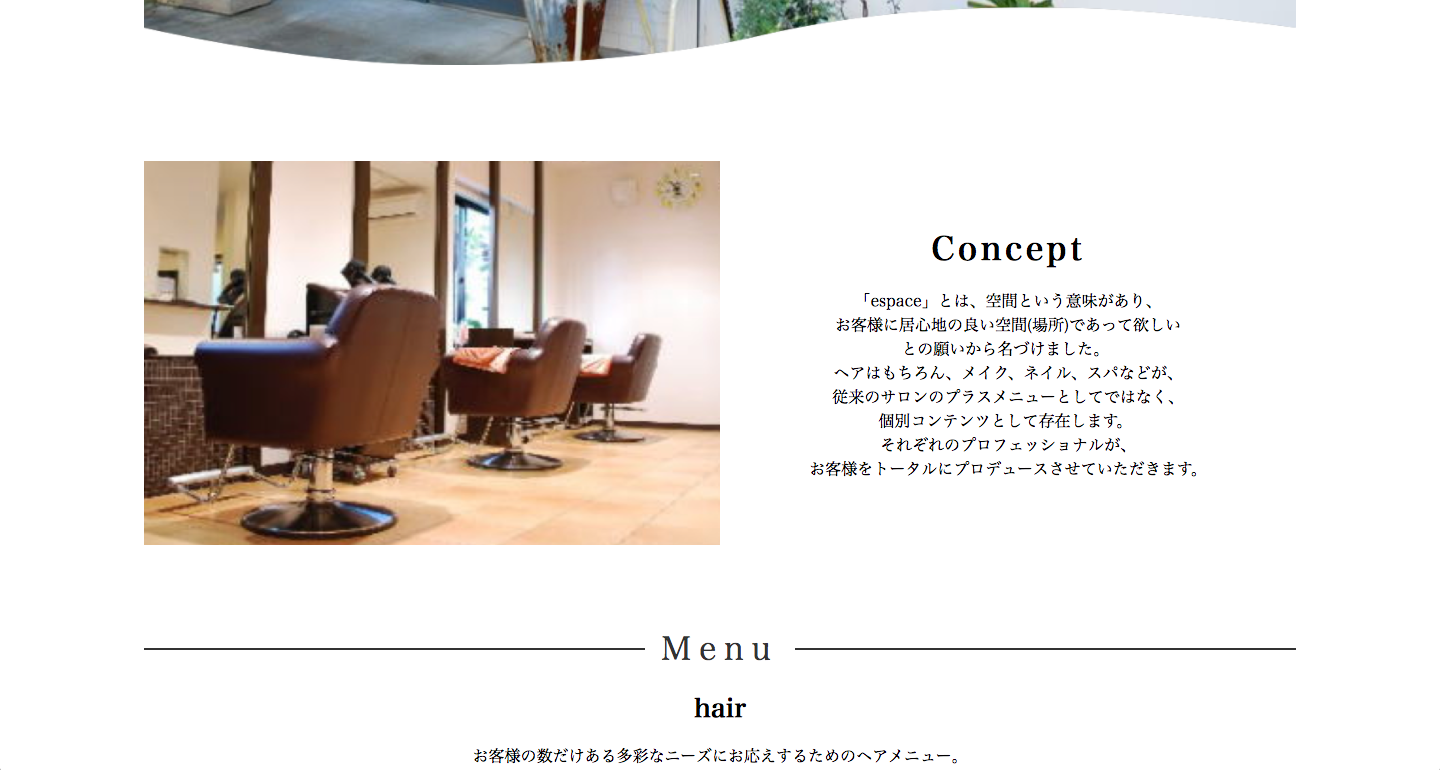 Concept
「espace」とは、空間という意味があり、
お客様に居心地の良い空間(場所)であって欲しい
との願いから名づけました。
ヘアはもちろん、メイク、ネイル、スパなどが、
従来のサロンのプラスメニューとしてではなく、
個別コンテンツとして存在します。
それぞれのプロフェッショナルが、
お客様をトータルにプロデュースさせていただきます。
Menu
hair
お客様の数だけある多彩なニーズにお応えするためのヘアメニュー。